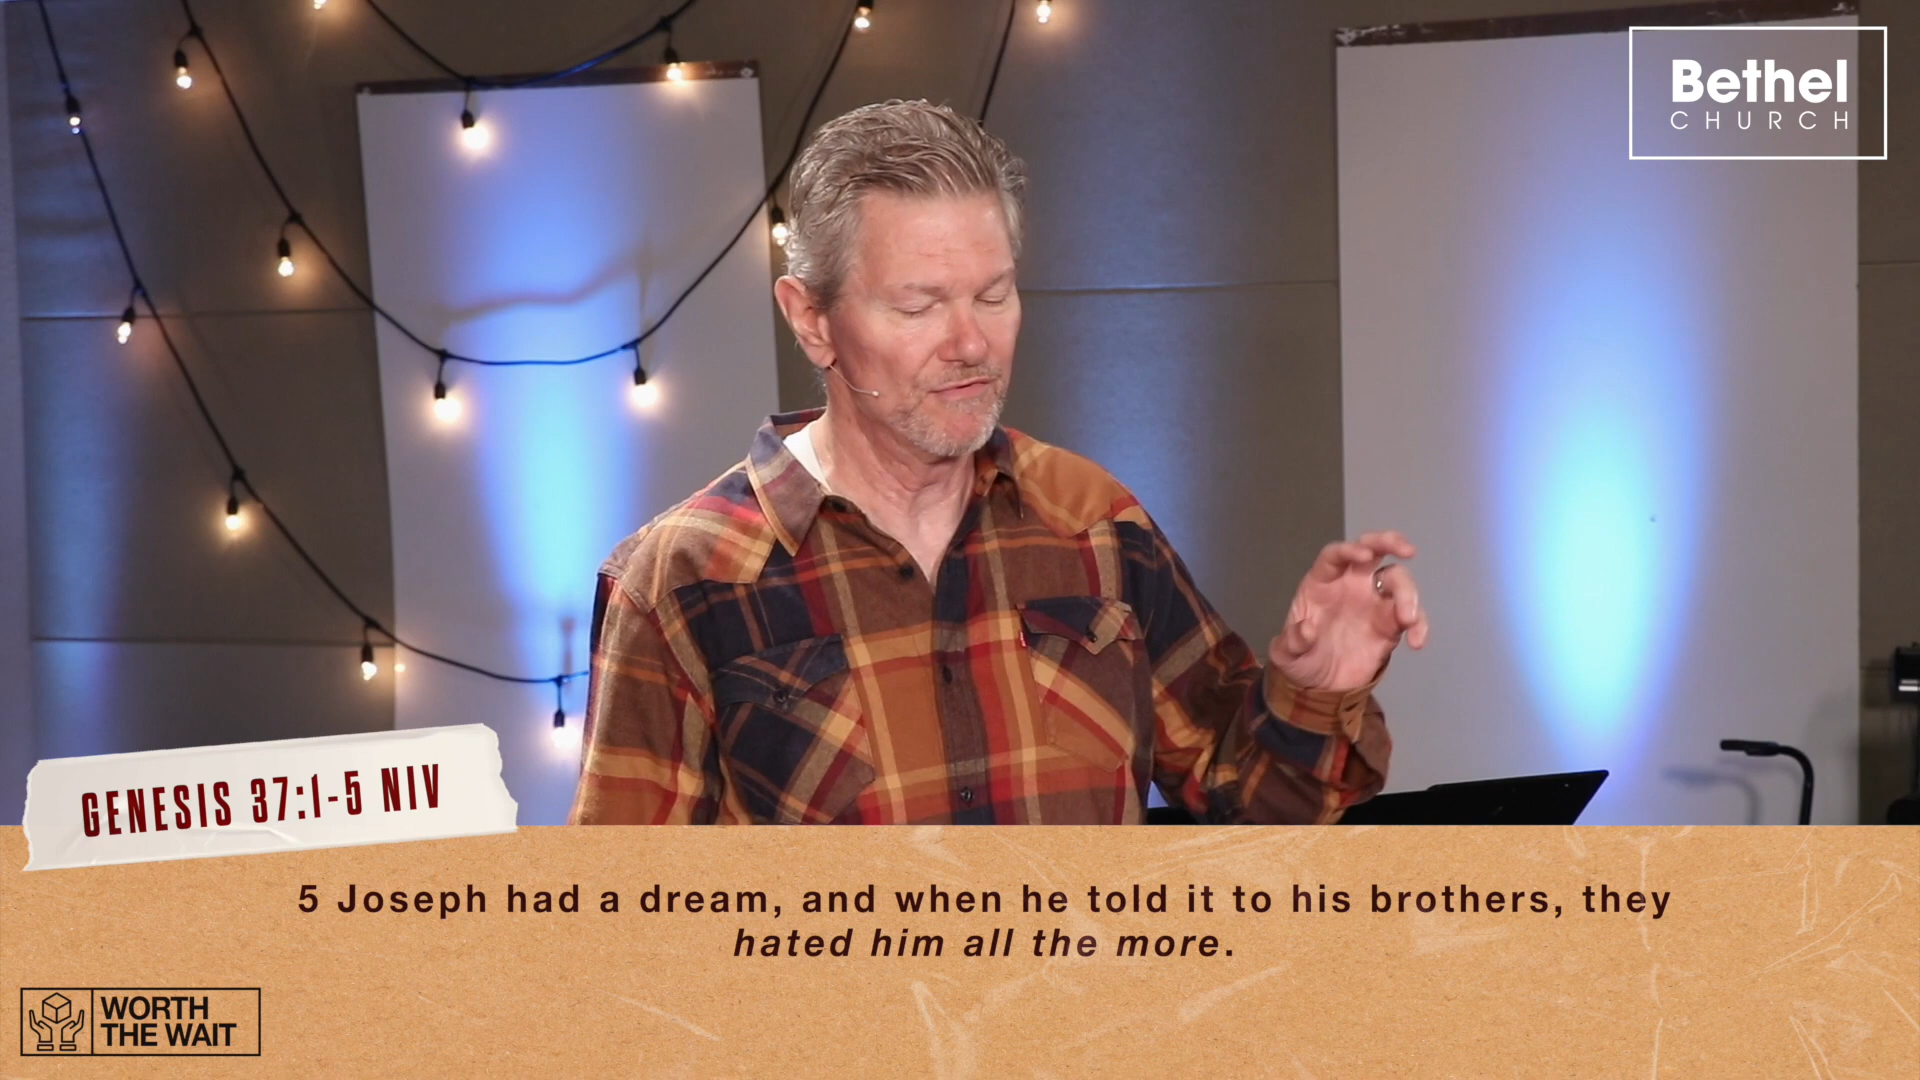 Bethel
CHURCH
GENESIS 37:1-5 NIV
5 Joseph had a dream, and when he told it to his brothers, they
hated him all the more.
WORTH
THE WAIT